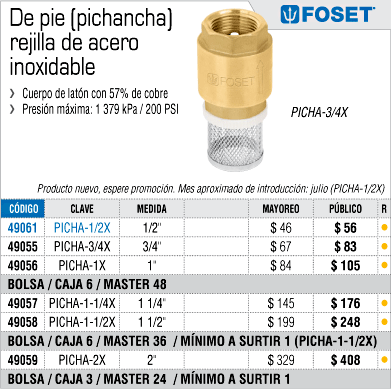 De pie (pichancha)
rejilla de acero
inoxidable
FOSET®
› Cuerpo de latón con 57% de cobre
› Presión máxima: 1 379 kPa / 200 PSI
FOSET
PICHA-3/4X
Producto nuevo, espere promoción. Mes aproximado de introducción: julio (PICHA-1/2X)
CÓDIGO CLAVE MEDIDA MAYOREO PÚBLICO R
49061 PICHA-1/2X 1/2" $ 46 $ 56
49055 PICHA-3/4X 3/4" $ 67 $ 83
49056 PICHA-1X 1" $ 84 $ 105
BOLSA / CAJA 6 / MASTER 48
49057 PICHA-1-1/4X 1 1/4" $ 145 $ 176
49058 PICHA-1-1/2X 1 1/2" $ 199 $ 248
BOLSA / CAJA 6 / MASTER 36 / MÍNIMO A SURTIR 1 (PICHA-1-1/2X)
49059 PICHA-2X 2" $ 329 $ 408
BOLSA / CAJA 3 / MASTER 24 / MÍNIMO A SURTIR 1